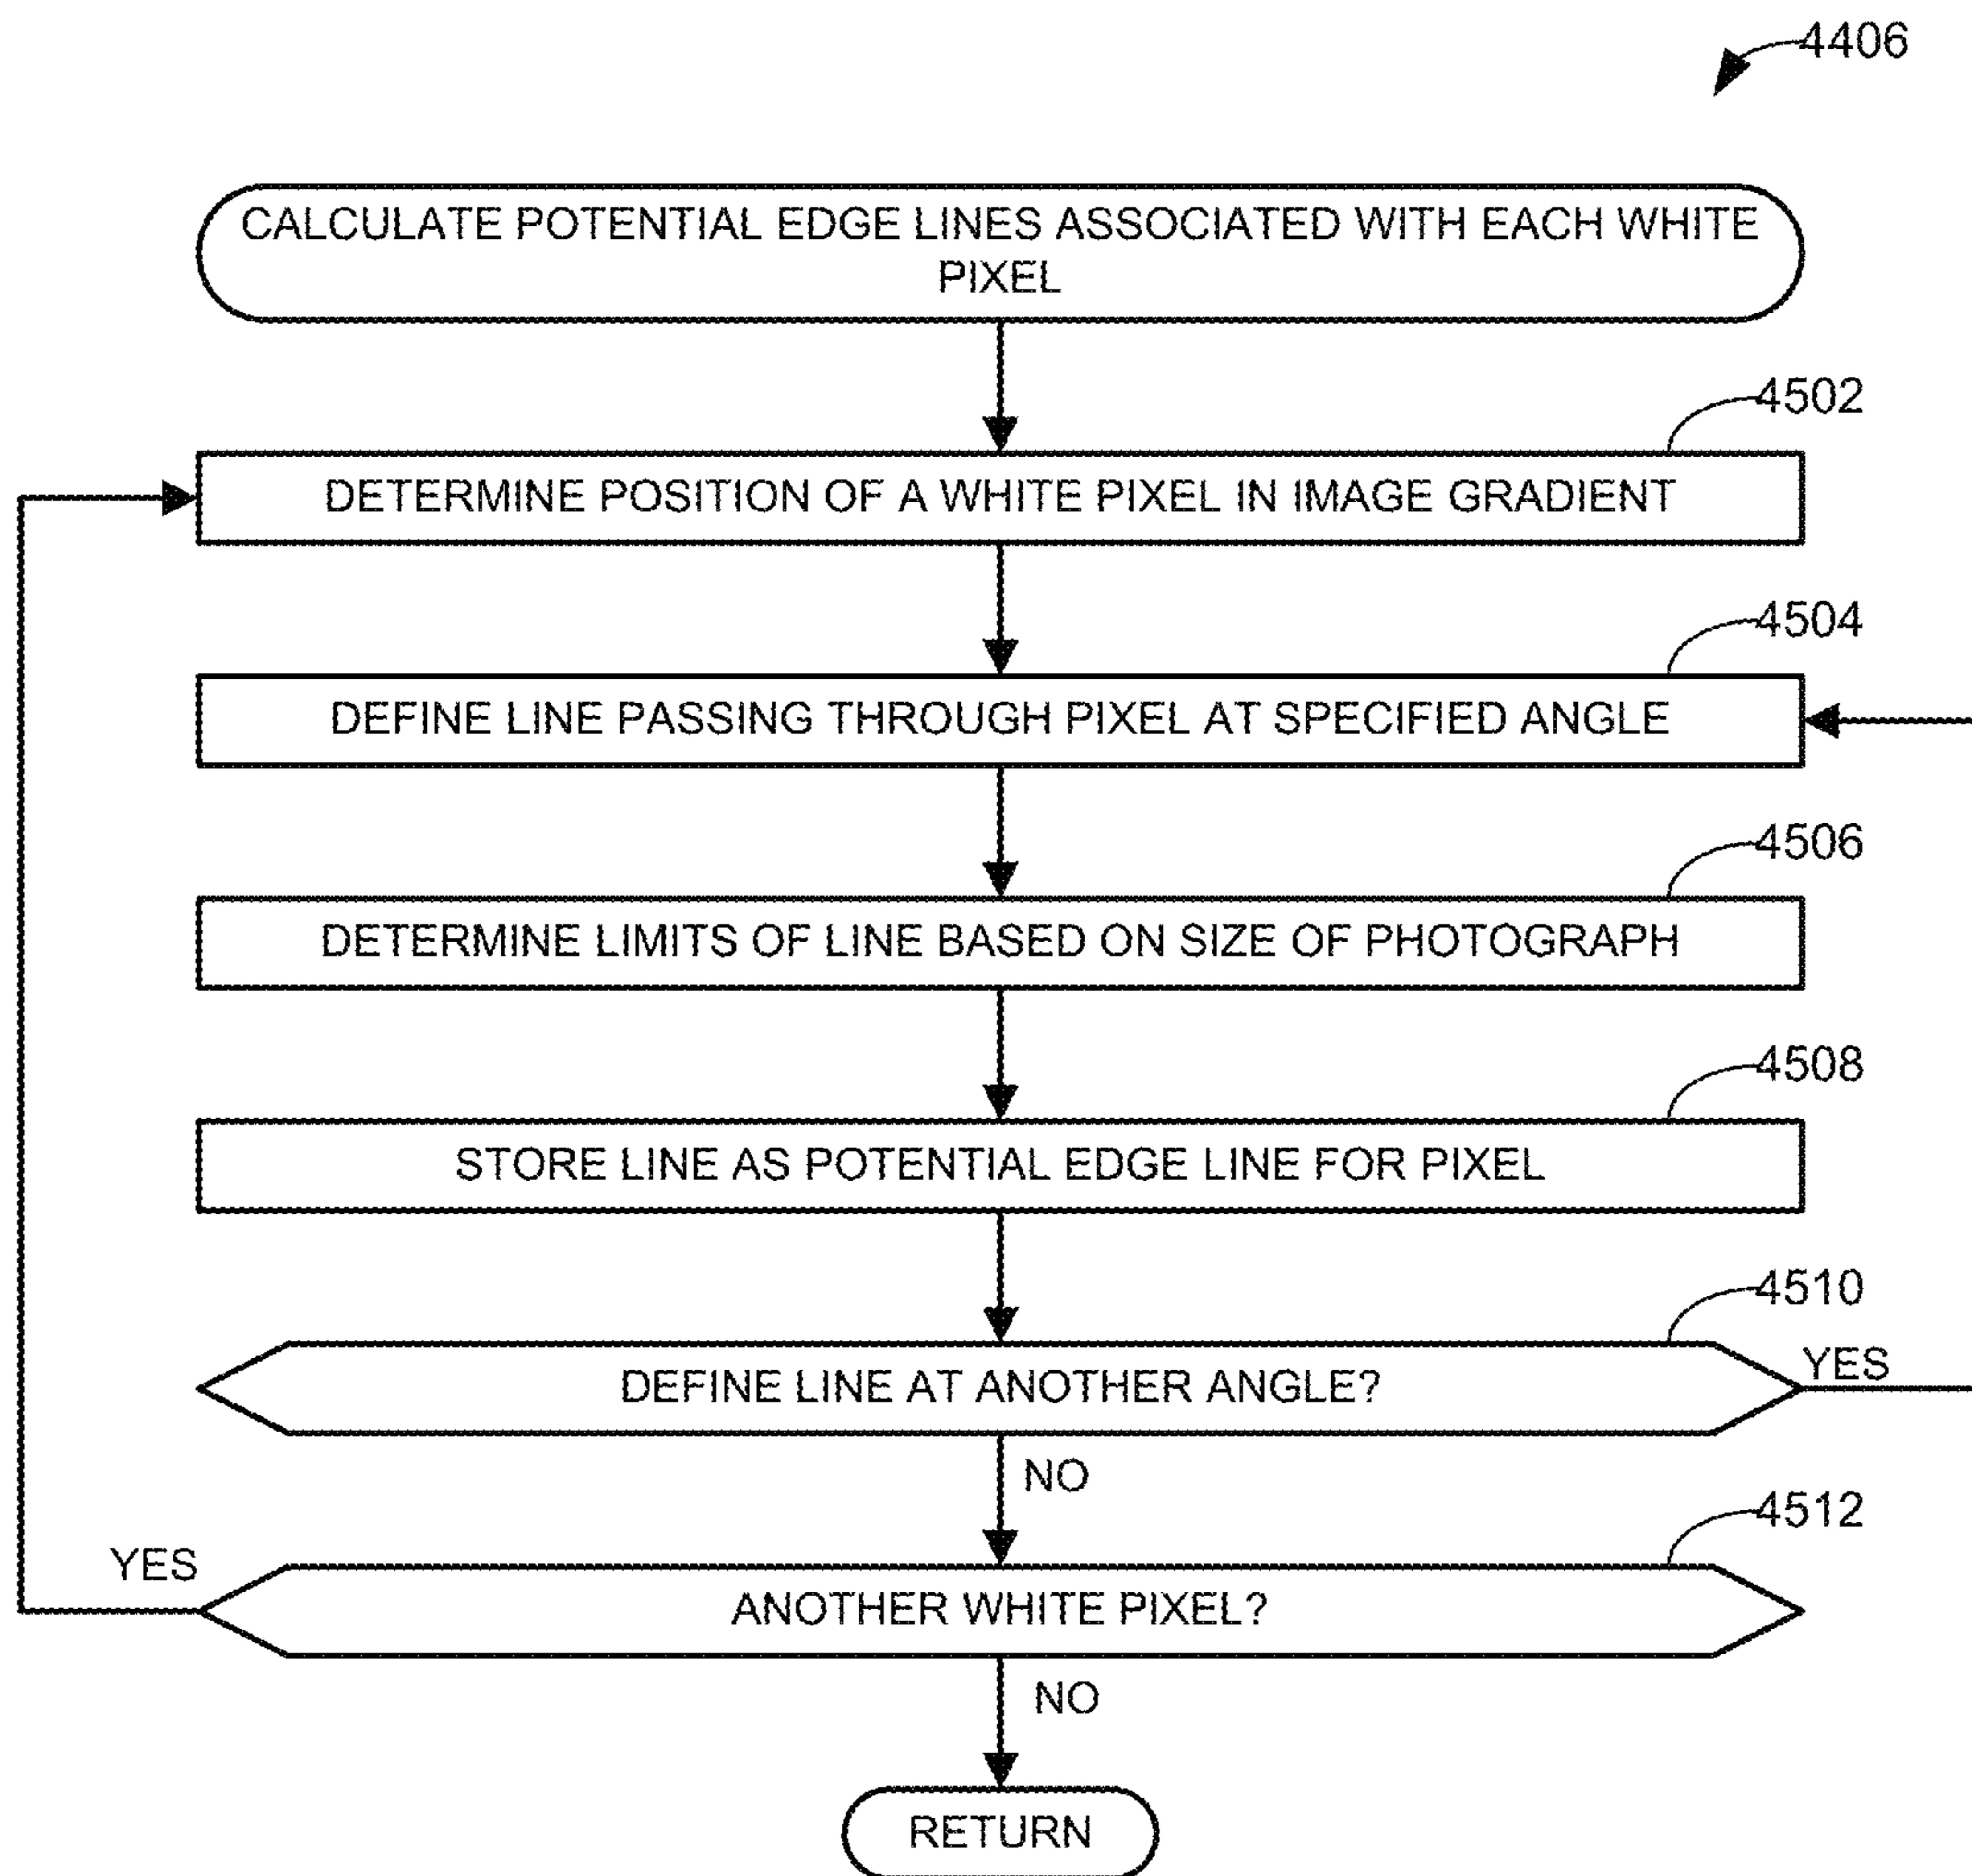 4406
CALCULATE POTENTIAL EDGE LINES ASSOCIATED WITH EACH WHITE
PIXEL
4502
DETERMINE POSITION OF A WHITE PIXEL IN IMAGE GRADIENT
4504
DEFINE LINE PASSING THROUGH PIXEL AT SPECIFIED ANGLE
4506
DETERMINE LIMITS OF LINE BASED ON SIZE OF PHOTOGRAPH
4508
STORE LINE AS POTENTIAL EDGE LINE FOR PIXEL
4510
DEFINE LINE AT ANOTHER ANGLE?
YES
NO
4512
YES
ANOTHER WHITE PIXEL?
NO
RETURN